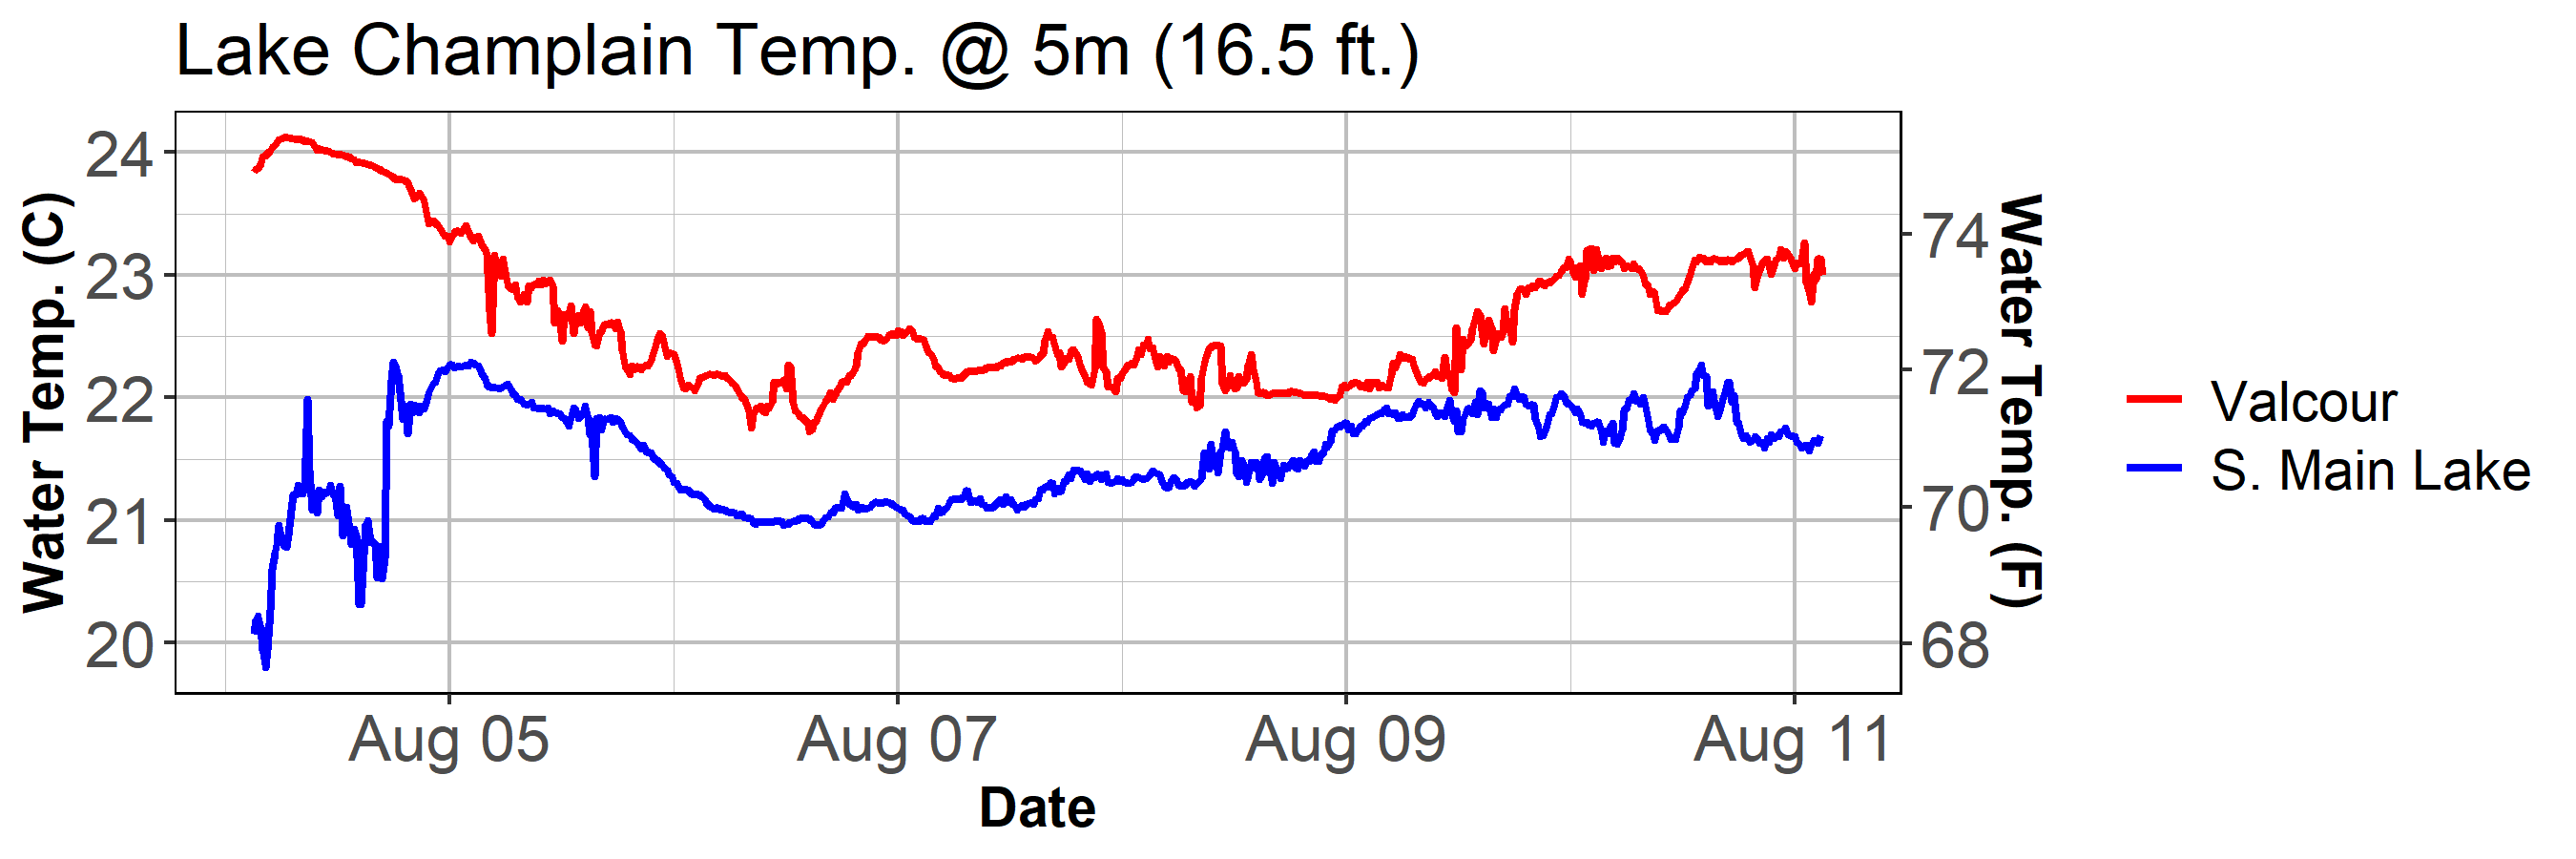 Lake Champlain Temp. @ 5m (16.5 ft.)
Water Temp. (C)
24
23
22
21
20
74
72
70
68
Water Temp. (F)
Aug 05
Aug 07
Aug 09
Aug 11
Date
Valcour
S. Main Lake